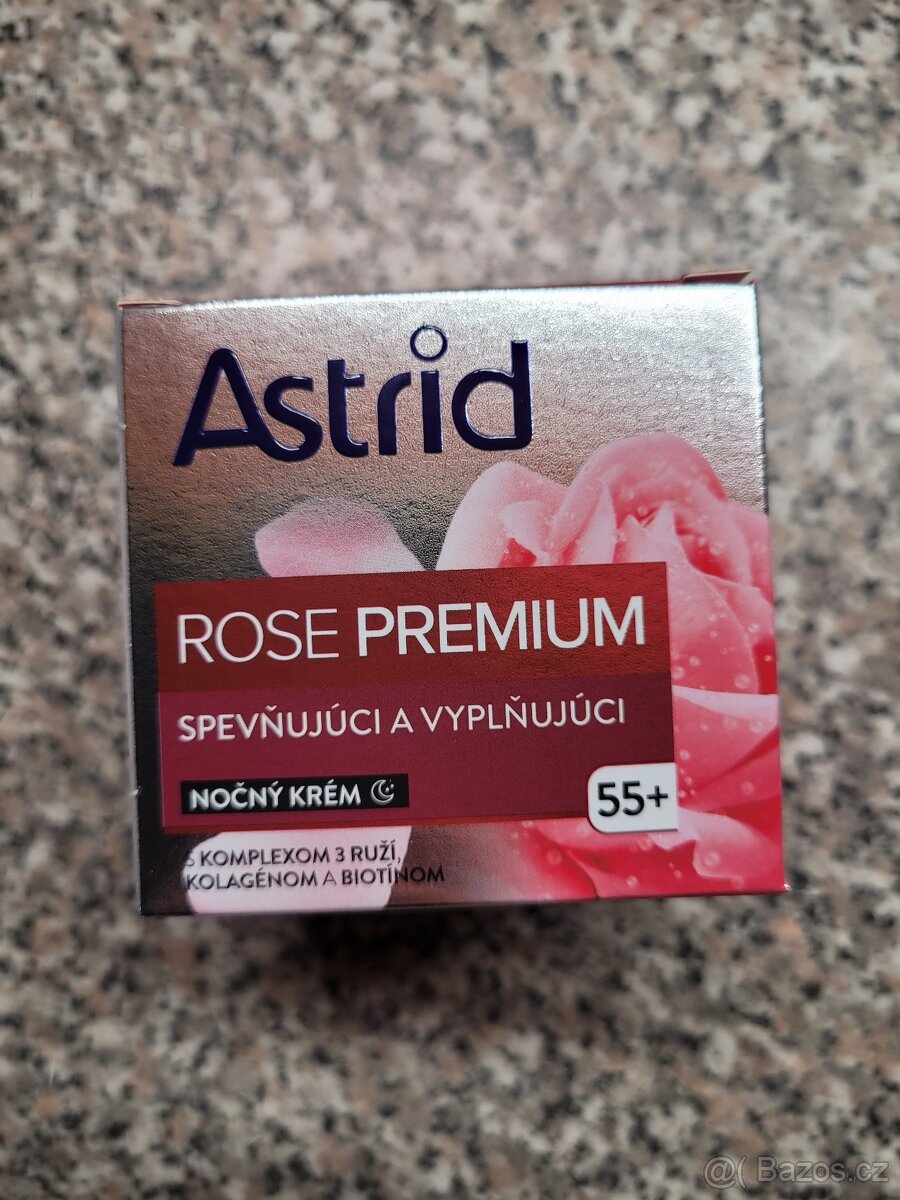 Astrid
ROSE PREMIUM
SPEVŇUJÚCI A VYPLŇUJÚCI
NOČNÝ KRÉM
55+
S KOMPLEXOM 3 RUŽÍ,
KOLAGÉNOM A BIOTÍNOM
@( Bazos.cz